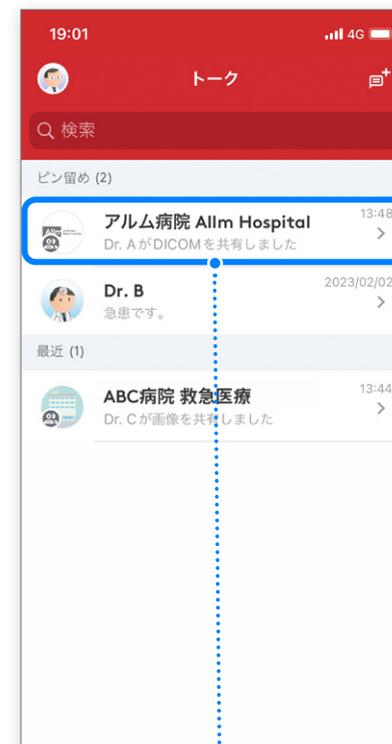 19:01
4G
トーク
検索
ピン留め (2)
アルム病院 Allm Hospital
13:48
Dr. AがDICOMを共有しました
Dr. B
2023/02/02
急患です。
最近 (1)
ABC病院 救急医療
13:44
Dr. Cが画像を共有しました